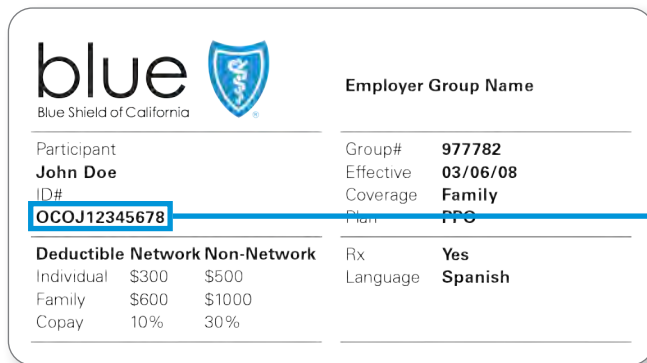 blue
Blue Shield of California
®
Employer Group Name
Participant
John Doe
ID#
OCOJ12345678
Group# 977782
Effective 03/06/08
Coverage Family
Plan PPO
Deductible Network Non-Network
Individual $300 $500
Family $600 $1000
Copay 10% 30%
Rx Yes
Language Spanish